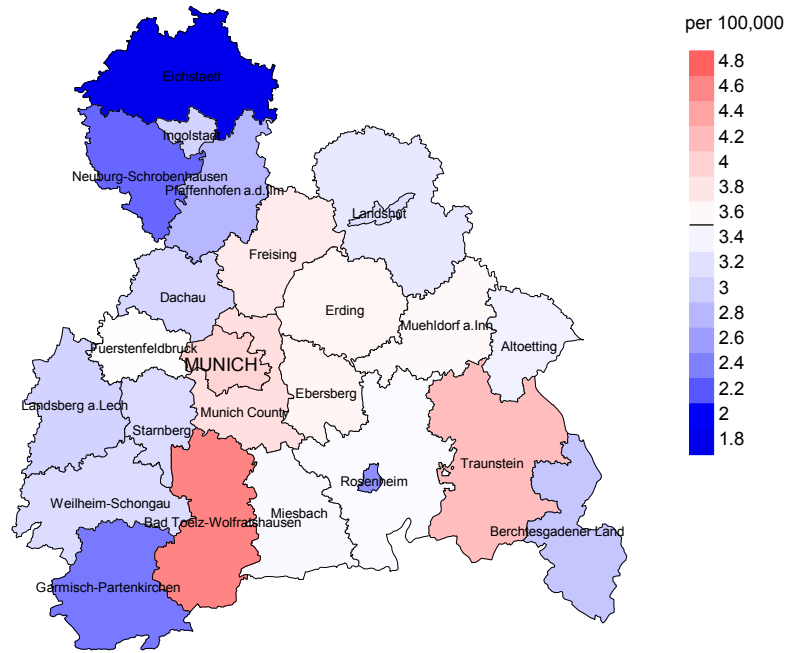 per 100,000
4.8
4.6
4.4
4.2
4
3.8
3.6
3.4
3.2
3
2.8
2.6
2.4
2.2
2
1.8
Eichstaett
Ingolstadt
Neuburg-Schrobenhausen
Pfaffenhofen a.d.Ilm
Landshut
Freising
Dachau
Erding
Muehldorf a.Inn
Altoetting
Fuerstenfeldbruck
MUNICH
Ebersberg
Landsberg a.Lech
Munich County
Starnberg
Traunstein
Rosenheim
Weilheim-Schongau
Miesbach
Bad Toelz-Wolfratshausen
Berchtesgadener Land
Garmisch-Partenkirchen